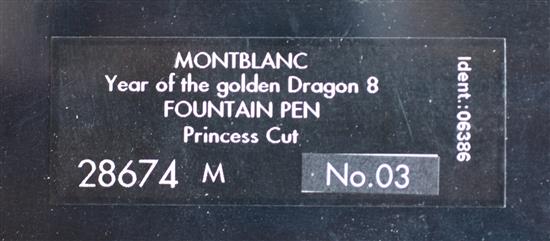 MONTBLANC
Year of the golden Dragon 8
FOUNTAIN PEN
Princess Cut
28674 M No.03
Ident.:06386